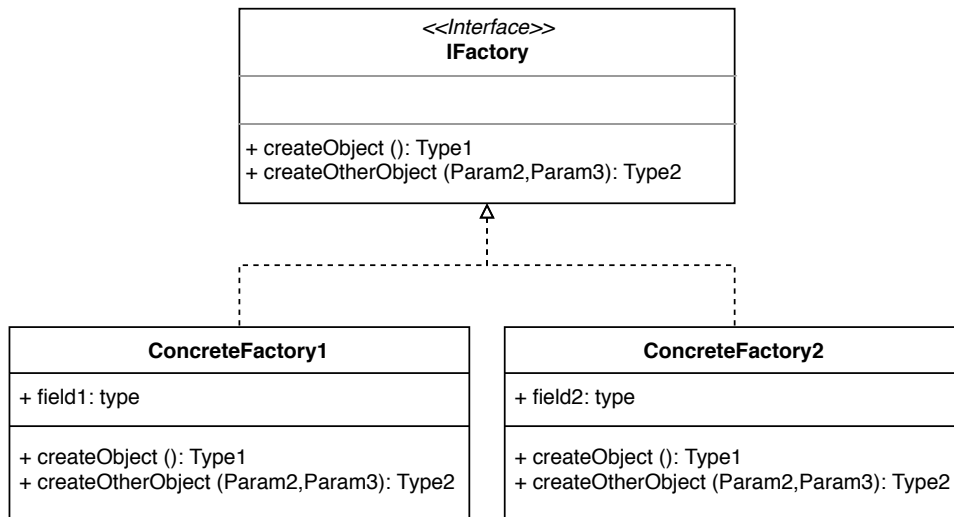 <<Interface>>
IFactory
+ createObject (): Type1
+ createOtherObject (Param2,Param3): Type2
ConcreteFactory1
+ field1: type
+ createObject (): Type1
+ createOtherObject (Param2,Param3): Type2
ConcreteFactory2
+ field2: type
+ createObject (): Type1
+ createOtherObject (Param2,Param3): Type2